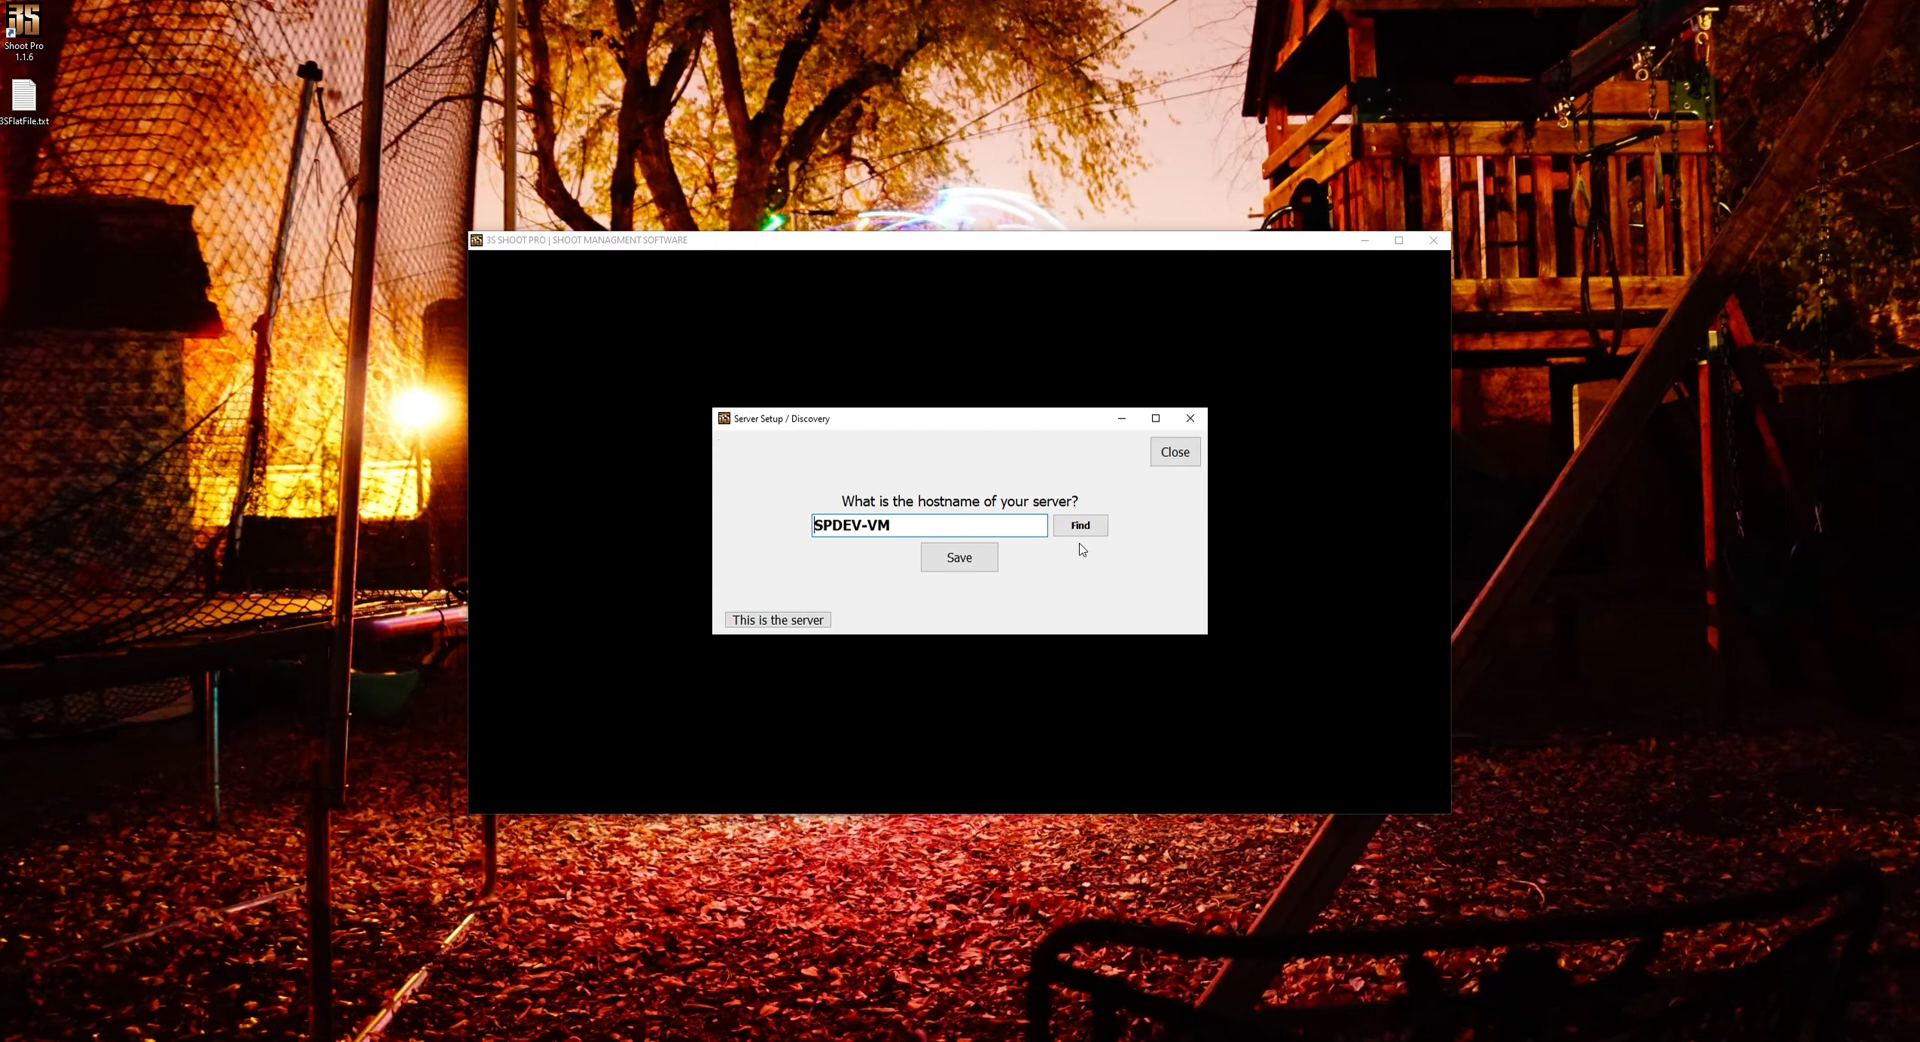 3S
Shoot Pro
1.1.6
3SFlatFile.txt
3S SHOOT PRO | SHOOT MANAGMENT SOFTWARE
Server Setup / Discovery
Close
What is the hostname of your server?
SPDEV-VM
Find
Save
This is the server